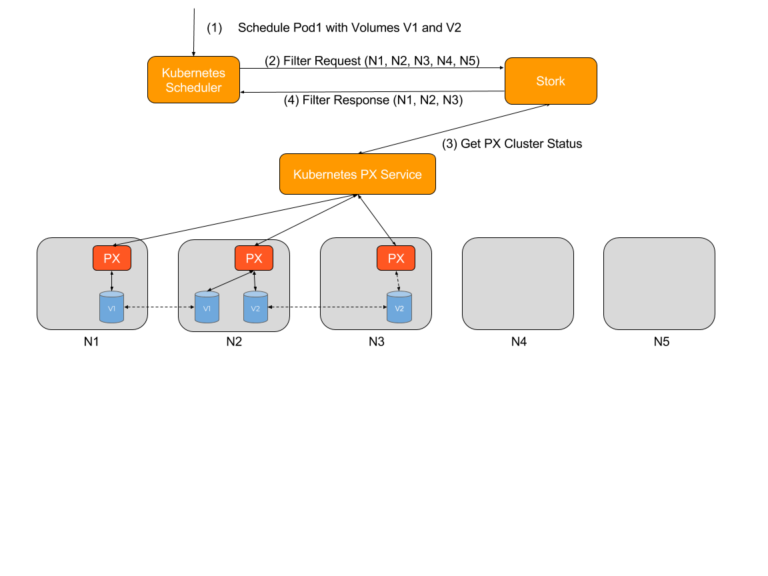 (1) Schedule Pod1 with Volumes V1 and V2
(2) Filter Request (N1, N2, N3, N4, N5)
Kubernetes
Scheduler
Stork
(4) Filter Response (N1, N2, N3)
(3) Get PX Cluster Status
Kubernetes PX Service
PX
PX
PX
V1
V1
V2
V2
N1
N2
N3
N4
N5